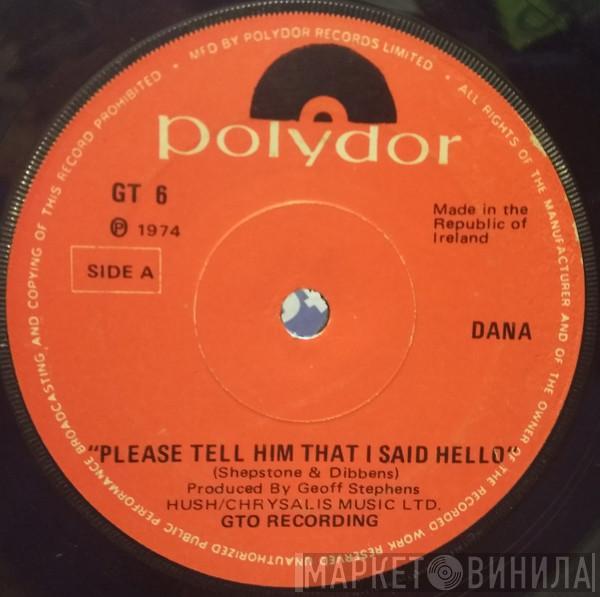 MFD BY POLYDOR RECORDS LIMITED • ALL RIGHTS OF THE MANUFACTURER AND OF THE OWNER OF THE RECORDED WORK RESERVED UNAUTHORIZED PUBLIC PERFORMANCE BROADCASTING AND COPYING OF THIS RECORD PROHIBITED •
polydor
GT 6
℗ 1974
SIDE A
Made in the
Republic of
Ireland
DANA
"PLEASE TELL HIM THAT I SAID HELLO"
(Shepstone & Dibbens)
Produced By Geoff Stephens
HUSH/CHRYSALIS MUSIC LTD.
GTO RECORDING
МАРКЕТ ВИНИЛА